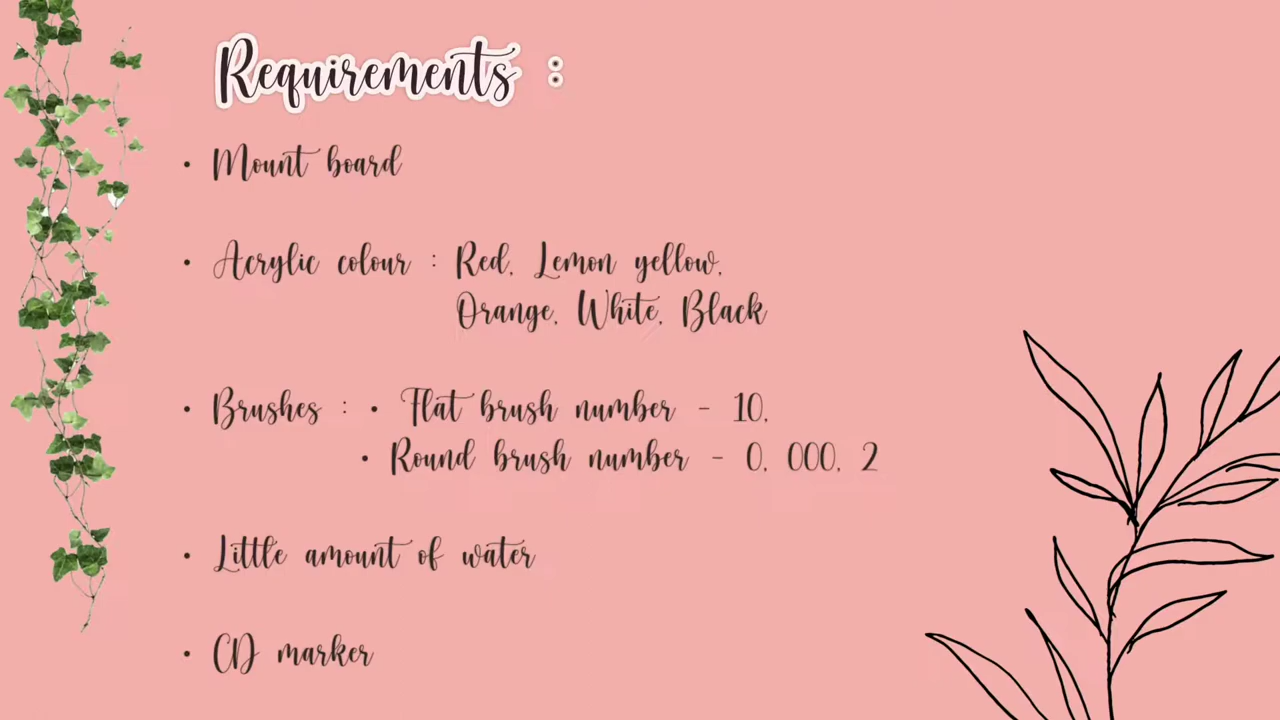 Requirements :
• Mount board
• Acrylic colour : Red, Lemon yellow,
Orange, White, Black
• Brushes : • Flat brush number - 10,
• Round brush number - 0, 000, 2
• Little amount of water
• CD marker